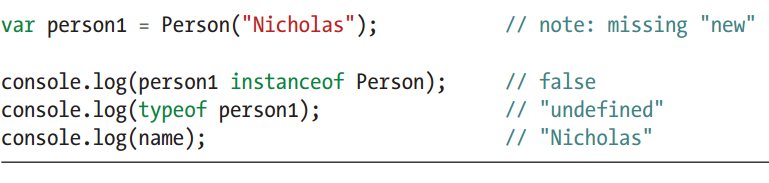 var person1 = Person("Nicholas"); // note: missing "new"
console.log(person1 instanceof Person); // false
console.log(typeof person1); // "undefined"
console.log(name); // "Nicholas"